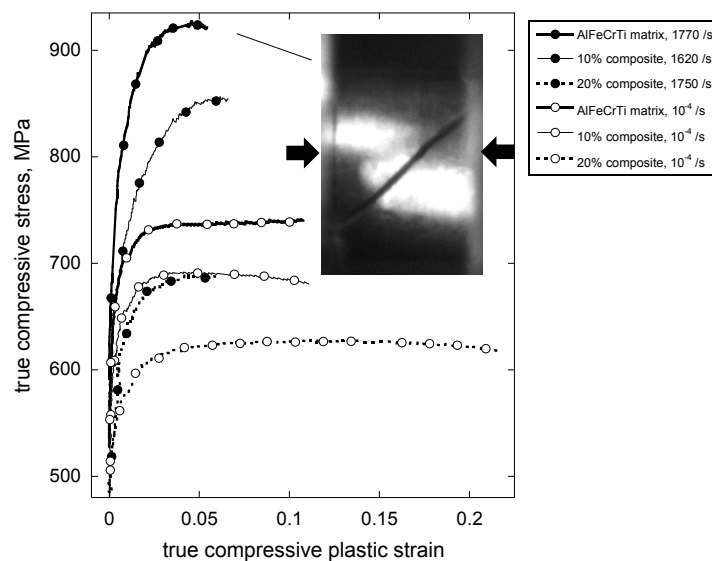 900
800
700
600
500
true compressive stress, MPa
0
0.05
0.1
0.15
0.2
true compressive plastic strain
AlFeCrTi matrix, 1770 /s
10% composite, 1620 /s
20% composite, 1750 /s
AlFeCrTi matrix, 10⁻⁴ /s
10% composite, 10⁻⁴ /s
20% composite, 10⁻⁴ /s